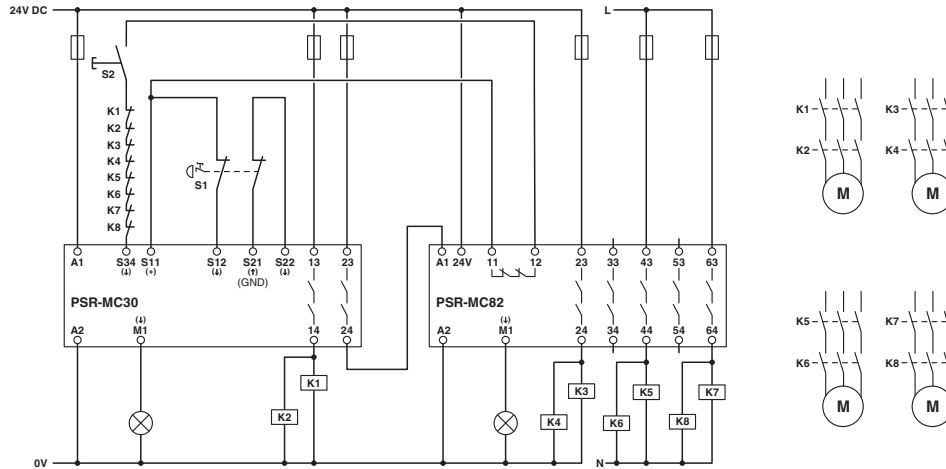 24V DC
L
S2
K1
K2
K3
K4
K5
K6
K7
K8
S1
A1 S34 S11 S12 S21 S22 13 23
(↓) (+) (↓) (↑) (↓)
(GND)
PSR-MC30
A2 (↓) M1 14 24
A1 24V 11 12 23 33 43 53 63
PSR-MC82
A2 (↓) M1 24 34 44 54 64
K1
K2
K3
K4
K5
K6
K7
K8
0V
N
K1 K3
K2 K4
M M
K5 K7
K6 K8
M M